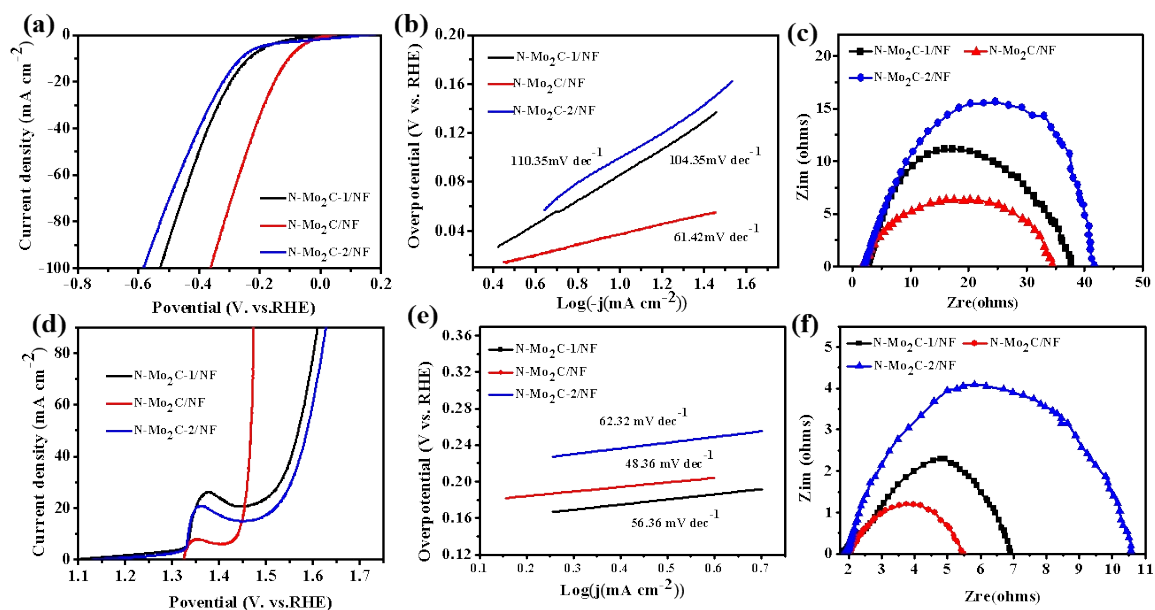 (a)
Current density (mA cm⁻²)
0
-20
-40
-60
-80
-100
N-Mo₂C-1/NF
N-Mo₂C/NF
N-Mo₂C-2/NF
-0.8 -0.6 -0.4 -0.2 0.0 0.2
Povential (V. vs.RHE)
(b)
Overpotential (V vs. RHE)
0.20
0.16
0.12
0.08
0.04
N-Mo₂C-1/NF
N-Mo₂C/NF
N-Mo₂C-2/NF
110.35mV dec⁻¹
104.35mV dec⁻¹
61.42mV dec⁻¹
0.4 0.6 0.8 1.0 1.2 1.4 1.6
Log(-j(mA cm⁻²))
(c)
Zim (ohms)
20
15
10
5
0
N-Mo₂C-1/NF N-Mo₂C/NF
N-Mo₂C-2/NF
0 10 20 30 40 50
Zre(ohms)
(d)
Current density (mA cm⁻²)
80
60
40
20
0
N-Mo₂C-1/NF
N-Mo₂C/NF
N-Mo₂C-2/NF
1.1 1.2 1.3 1.4 1.5 1.6 1.7
Povential (V. vs.RHE)
(e)
Overpotential (V vs. RHE)
0.36
0.32
0.28
0.24
0.20
0.16
0.12
N-Mo₂C-1/NF
N-Mo₂C/NF
N-Mo₂C-2/NF
62.32 mV dec⁻¹
48.36 mV dec⁻¹
56.36 mV dec⁻¹
0.1 0.2 0.3 0.4 0.5 0.6 0.7
Log(j(mA cm⁻²)
(f)
Zim (ohms)
5
4
3
2
1
0
N-Mo₂C-1/NF N-Mo₂C/NF
N-Mo₂C-2/NF
2 3 4 5 6 7 8 9 10 11
Zre(ohms)